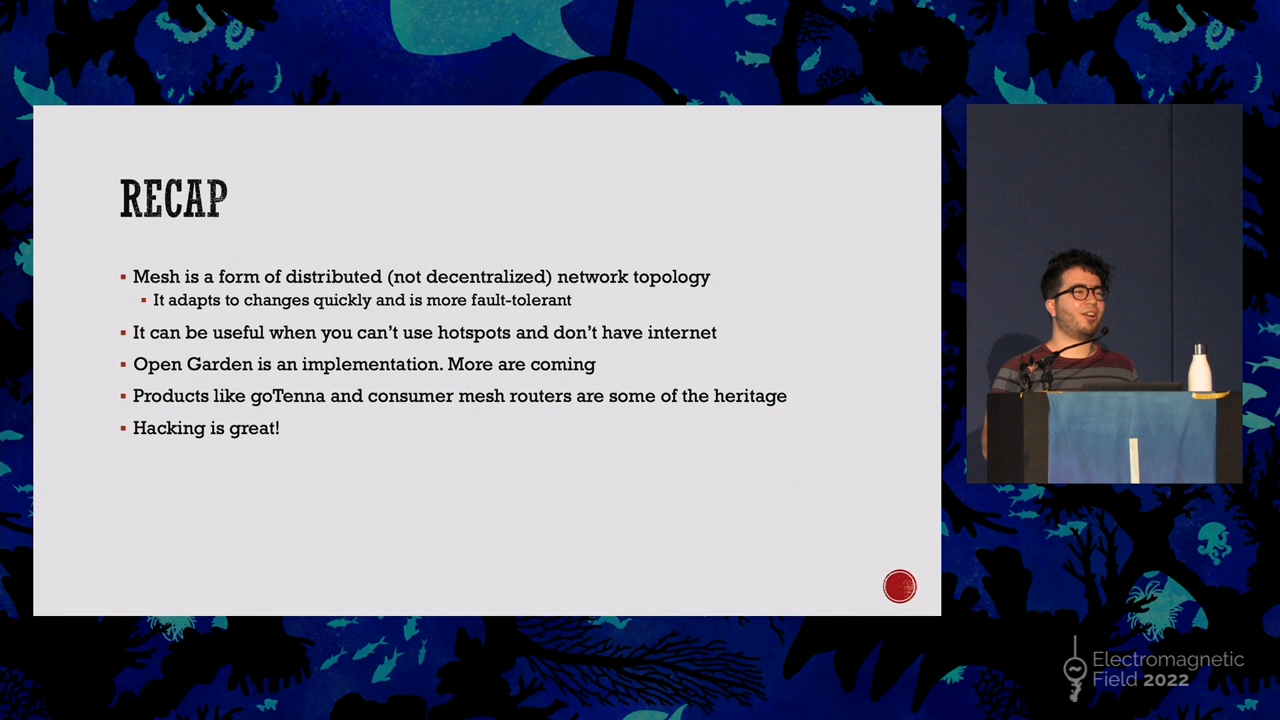 RECAP
Mesh is a form of distributed (not decentralized) network topology
It adapts to changes quickly and is more fault-tolerant
It can be useful when you can’t use hotspots and don’t have internet
Open Garden is an implementation. More are coming
Products like goTenna and consumer mesh routers are some of the heritage
Hacking is great!
Electromagnetic
Field 2022